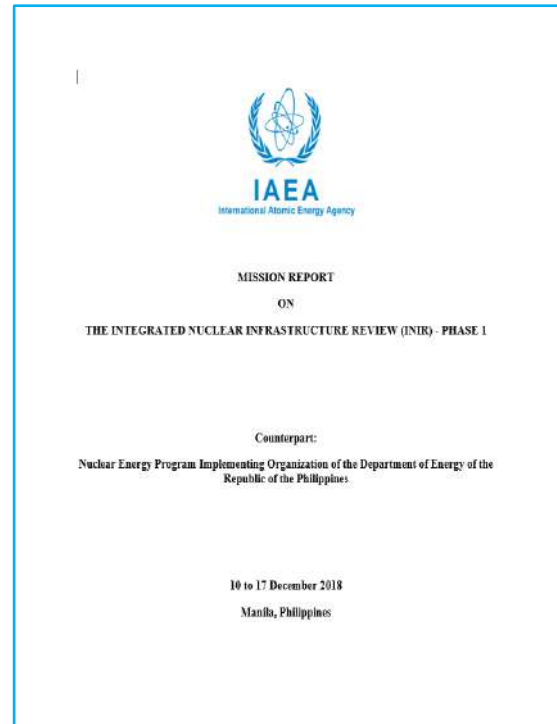 IAEA
International Atomic Energy Agency
MISSION REPORT
ON
THE INTEGRATED NUCLEAR INFRASTRUCTURE REVIEW (INIR) - PHASE 1
Counterpart:
Nuclear Energy Program Implementing Organization of the Department of Energy of the
Republic of the Philippines
10 to 17 December 2018
Manila, Philippines